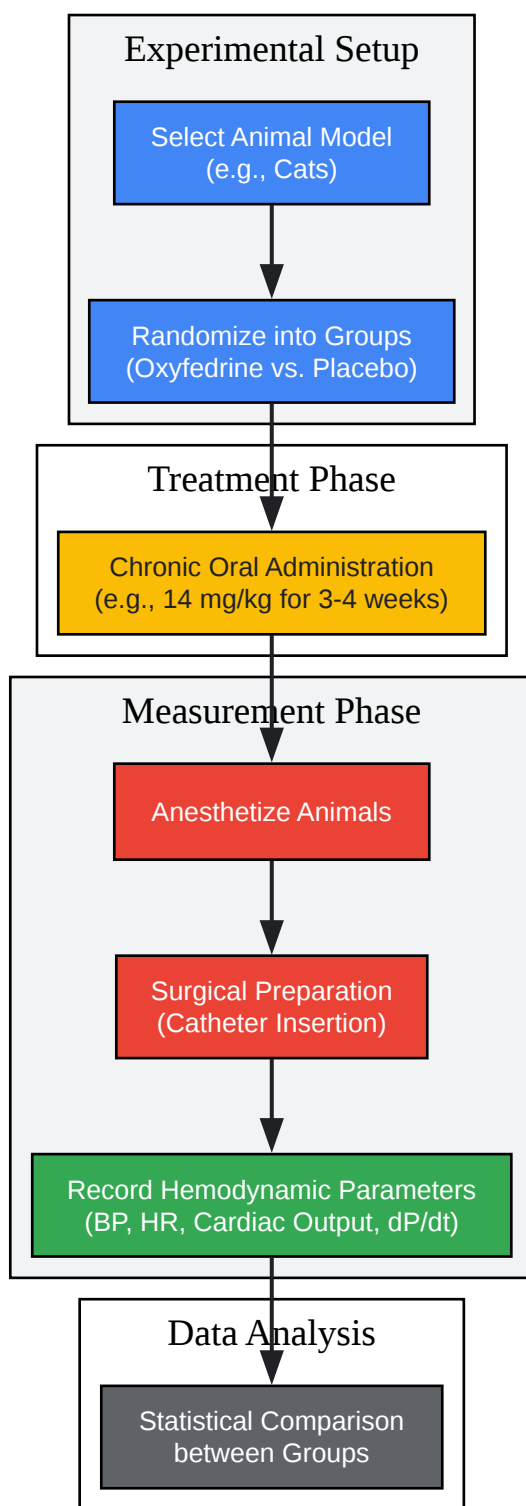 Experimental Setup
Select Animal Model
(e.g., Cats)
Randomize into Groups
(Oxyfedrine vs. Placebo)
Treatment Phase
Chronic Oral Administration
(e.g., 14 mg/kg for 3-4 weeks)
Measurement Phase
Anesthetize Animals
Surgical Preparation
(Catheter Insertion)
Record Hemodynamic Parameters
(BP, HR, Cardiac Output, dP/dt)
Data Analysis
Statistical Comparison
between Groups